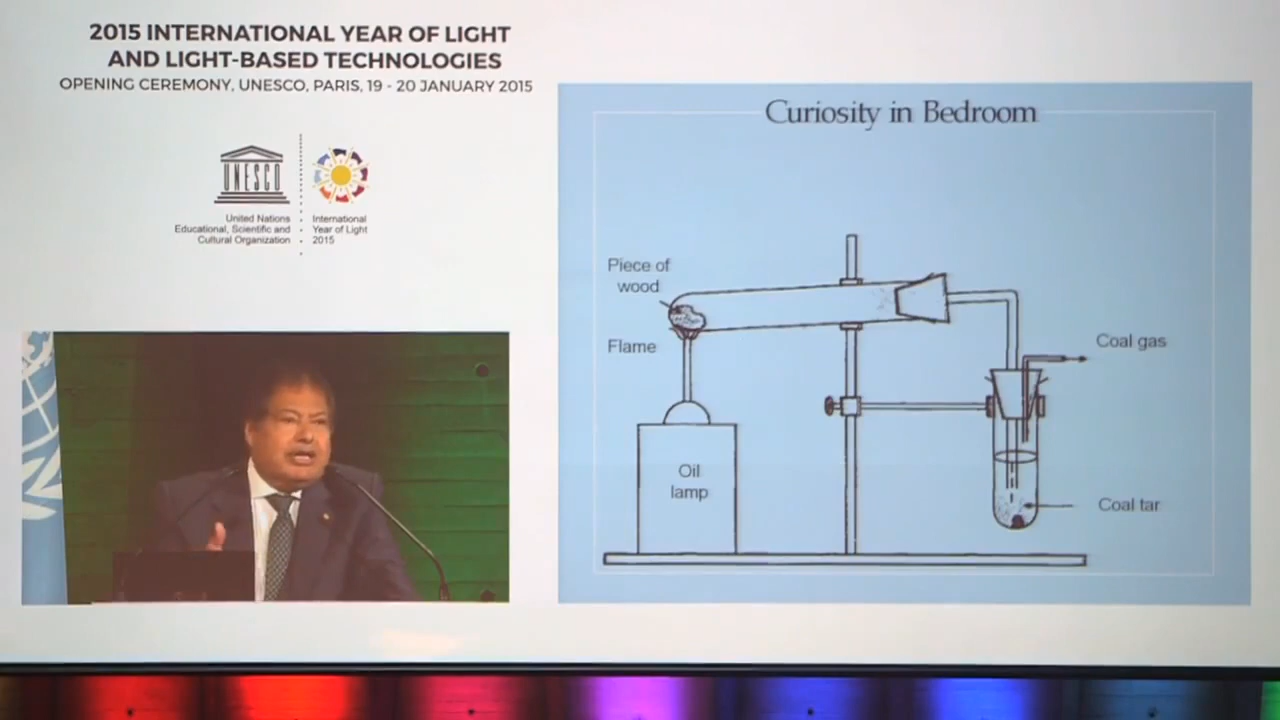 2015 INTERNATIONAL YEAR OF LIGHT
AND LIGHT-BASED TECHNOLOGIES
OPENING CEREMONY, UNESCO, PARIS, 19 - 20 JANUARY 2015
UNESCO
United Nations
Educational, Scientific and
Cultural Organization
International
Year of Light
2015
Curiosity in Bedroom
Piece of
wood
Flame
Coal gas
Oil
lamp
Coal tar